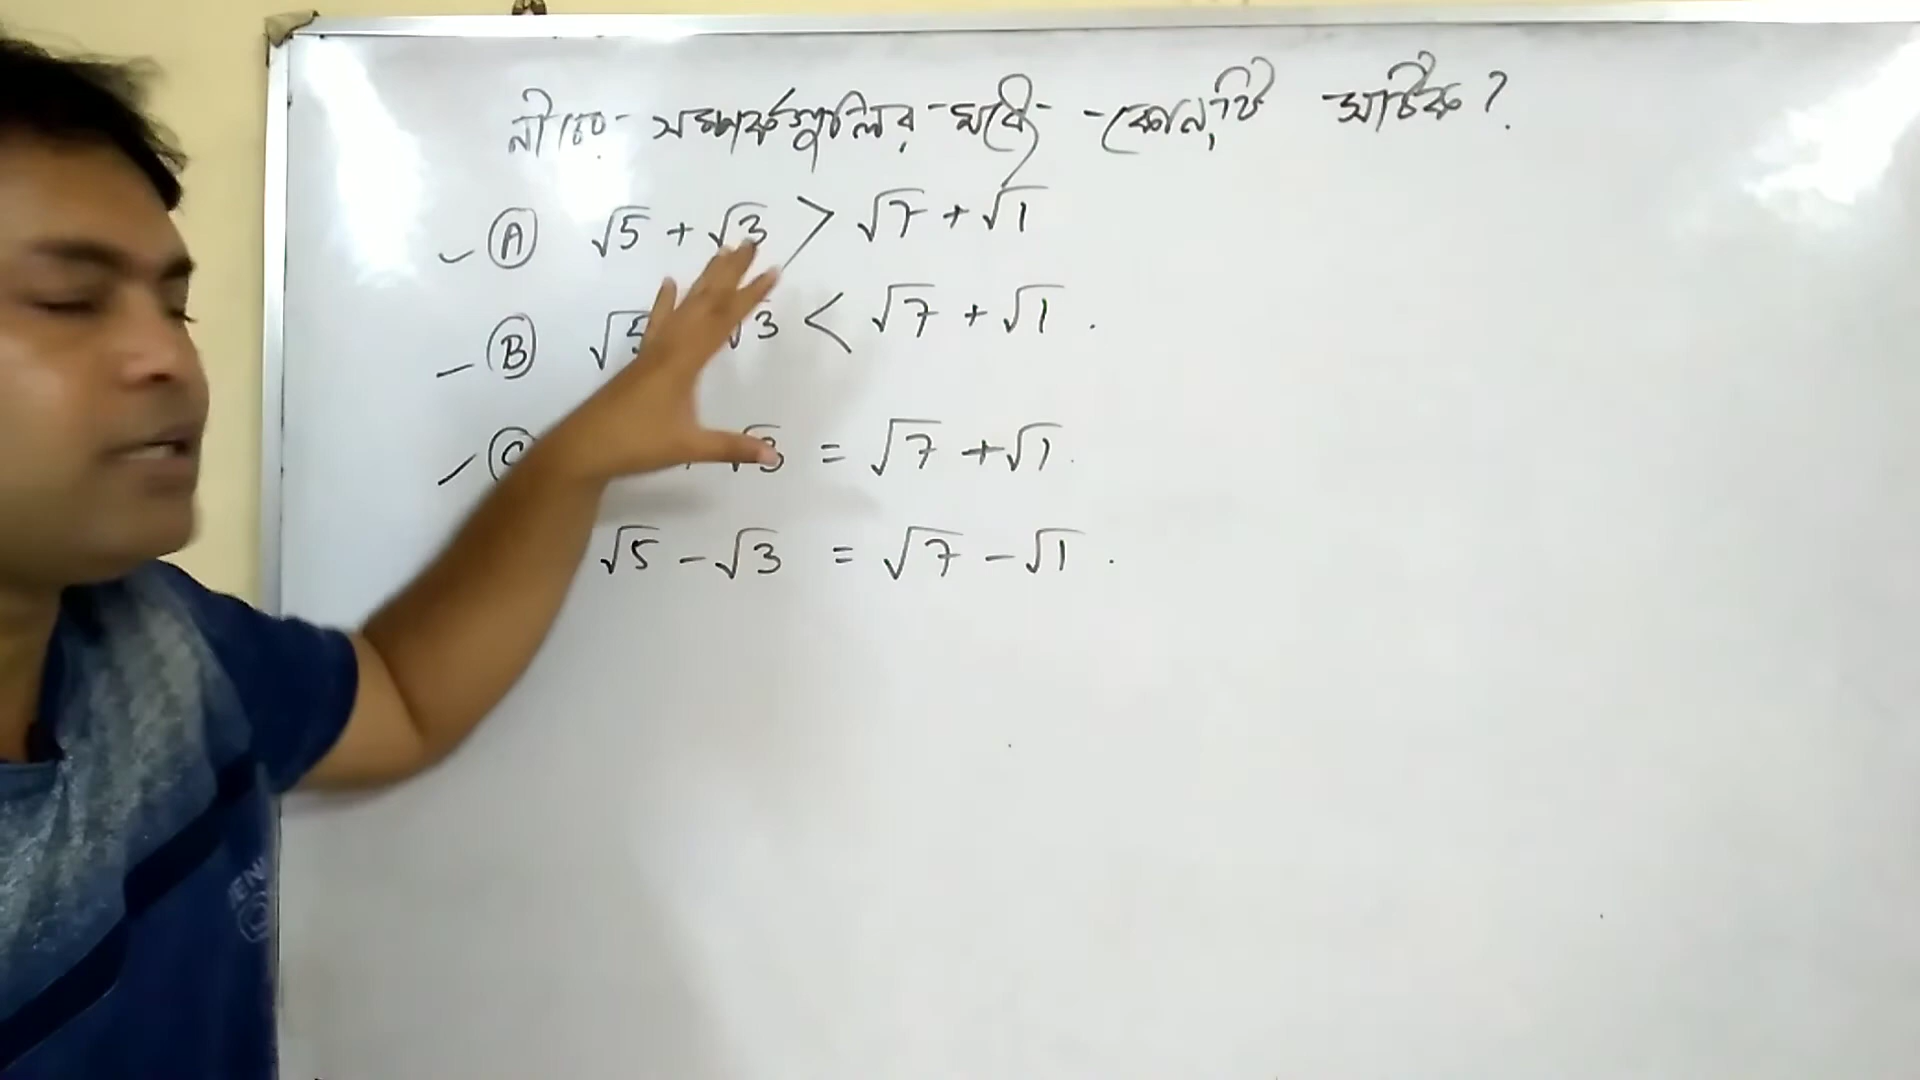 নীচের সম্পর্কগুলির মধ্যে কোনটি সঠিক?
Ⓐ √5 + √3 > √7 + √1
Ⓑ √5 √3 < √7 + √1.
Ⓒ √3 = √7 + √1.
√5 - √3 = √7 - √1.